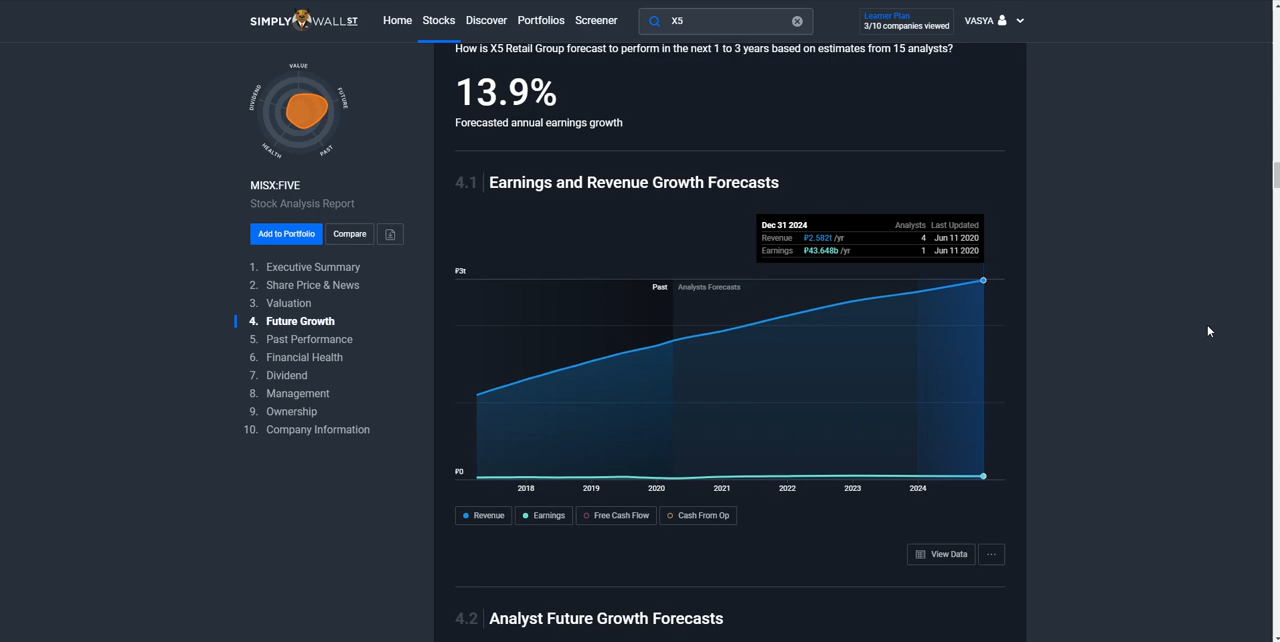 SIMPLY WALLST
Home Stocks Discover Portfolios Screener
X5
Learner Plan
3/10 companies viewed
VASYA
VALUE
FUTURE
PAST
HEALTH
DIVIDEND
MISX:FIVE
Stock Analysis Report
Add to Portfolio Compare
1. Executive Summary
2. Share Price & News
3. Valuation
4. Future Growth
5. Past Performance
6. Financial Health
7. Dividend
8. Management
9. Ownership
10. Company Information
How is X5 Retail Group forecast to perform in the next 1 to 3 years based on estimates from 15 analysts?
13.9%
Forecasted annual earnings growth
4.1 Earnings and Revenue Growth Forecasts
Dec 31 2024 Analysts Last Updated
Revenue ₽2.582t /yr 4 Jun 11 2020
Earnings ₽43.648b /yr 1 Jun 11 2020
₽3t
Past Analysts Forecasts
₽0
2018 2019 2020 2021 2022 2023 2024
Revenue Earnings Free Cash Flow Cash From Op
View Data ...
4.2 Analyst Future Growth Forecasts